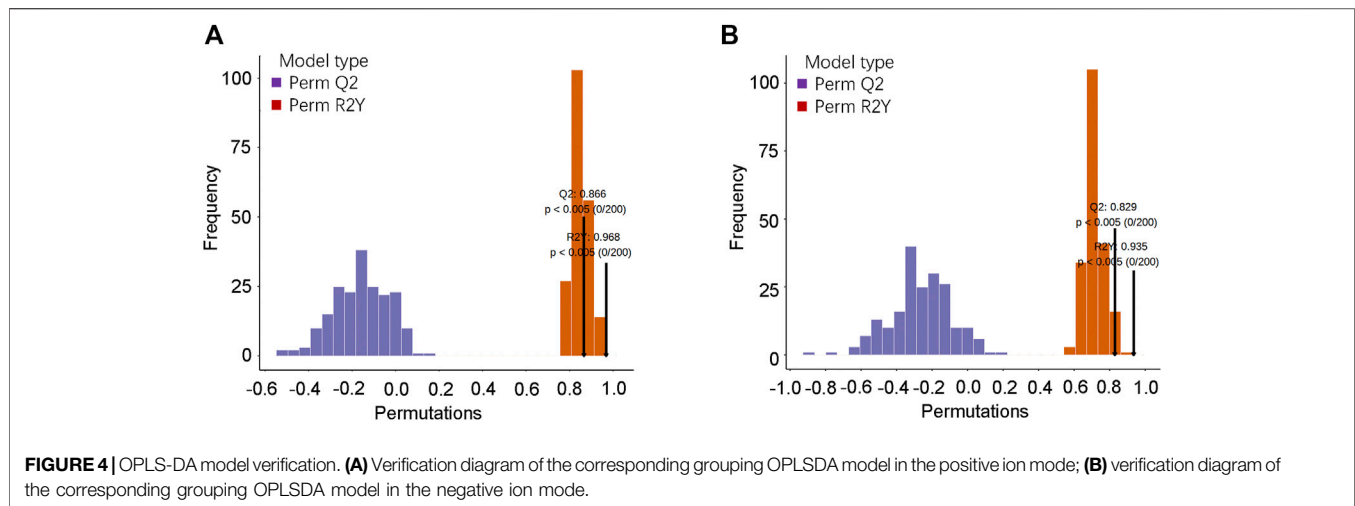 A
Model type
Perm Q2
Perm R2Y
Frequency
100
75
50
25
0
Q2: 0.866
p < 0.005 (0/200)
R2Y: 0.968
p < 0.005 (0/200)
-0.6 -0.4 -0.2 0.0 0.2 0.4 0.6 0.8 1.0
Permutations
B
Model type
Perm Q2
Perm R2Y
Frequency
100
75
50
25
0
Q2: 0.829
p < 0.005 (0/200)
R2Y: 0.935
p < 0.005 (0/200)
-1.0 -0.8 -0.6 -0.4 -0.2 0.0 0.2 0.4 0.6 0.8 1.0
Permutations
FIGURE 4 | OPLS-DA model verification. (A) Verification diagram of the corresponding grouping OPLSDA model in the positive ion mode; (B) verification diagram of
the corresponding grouping OPLSDA model in the negative ion mode.